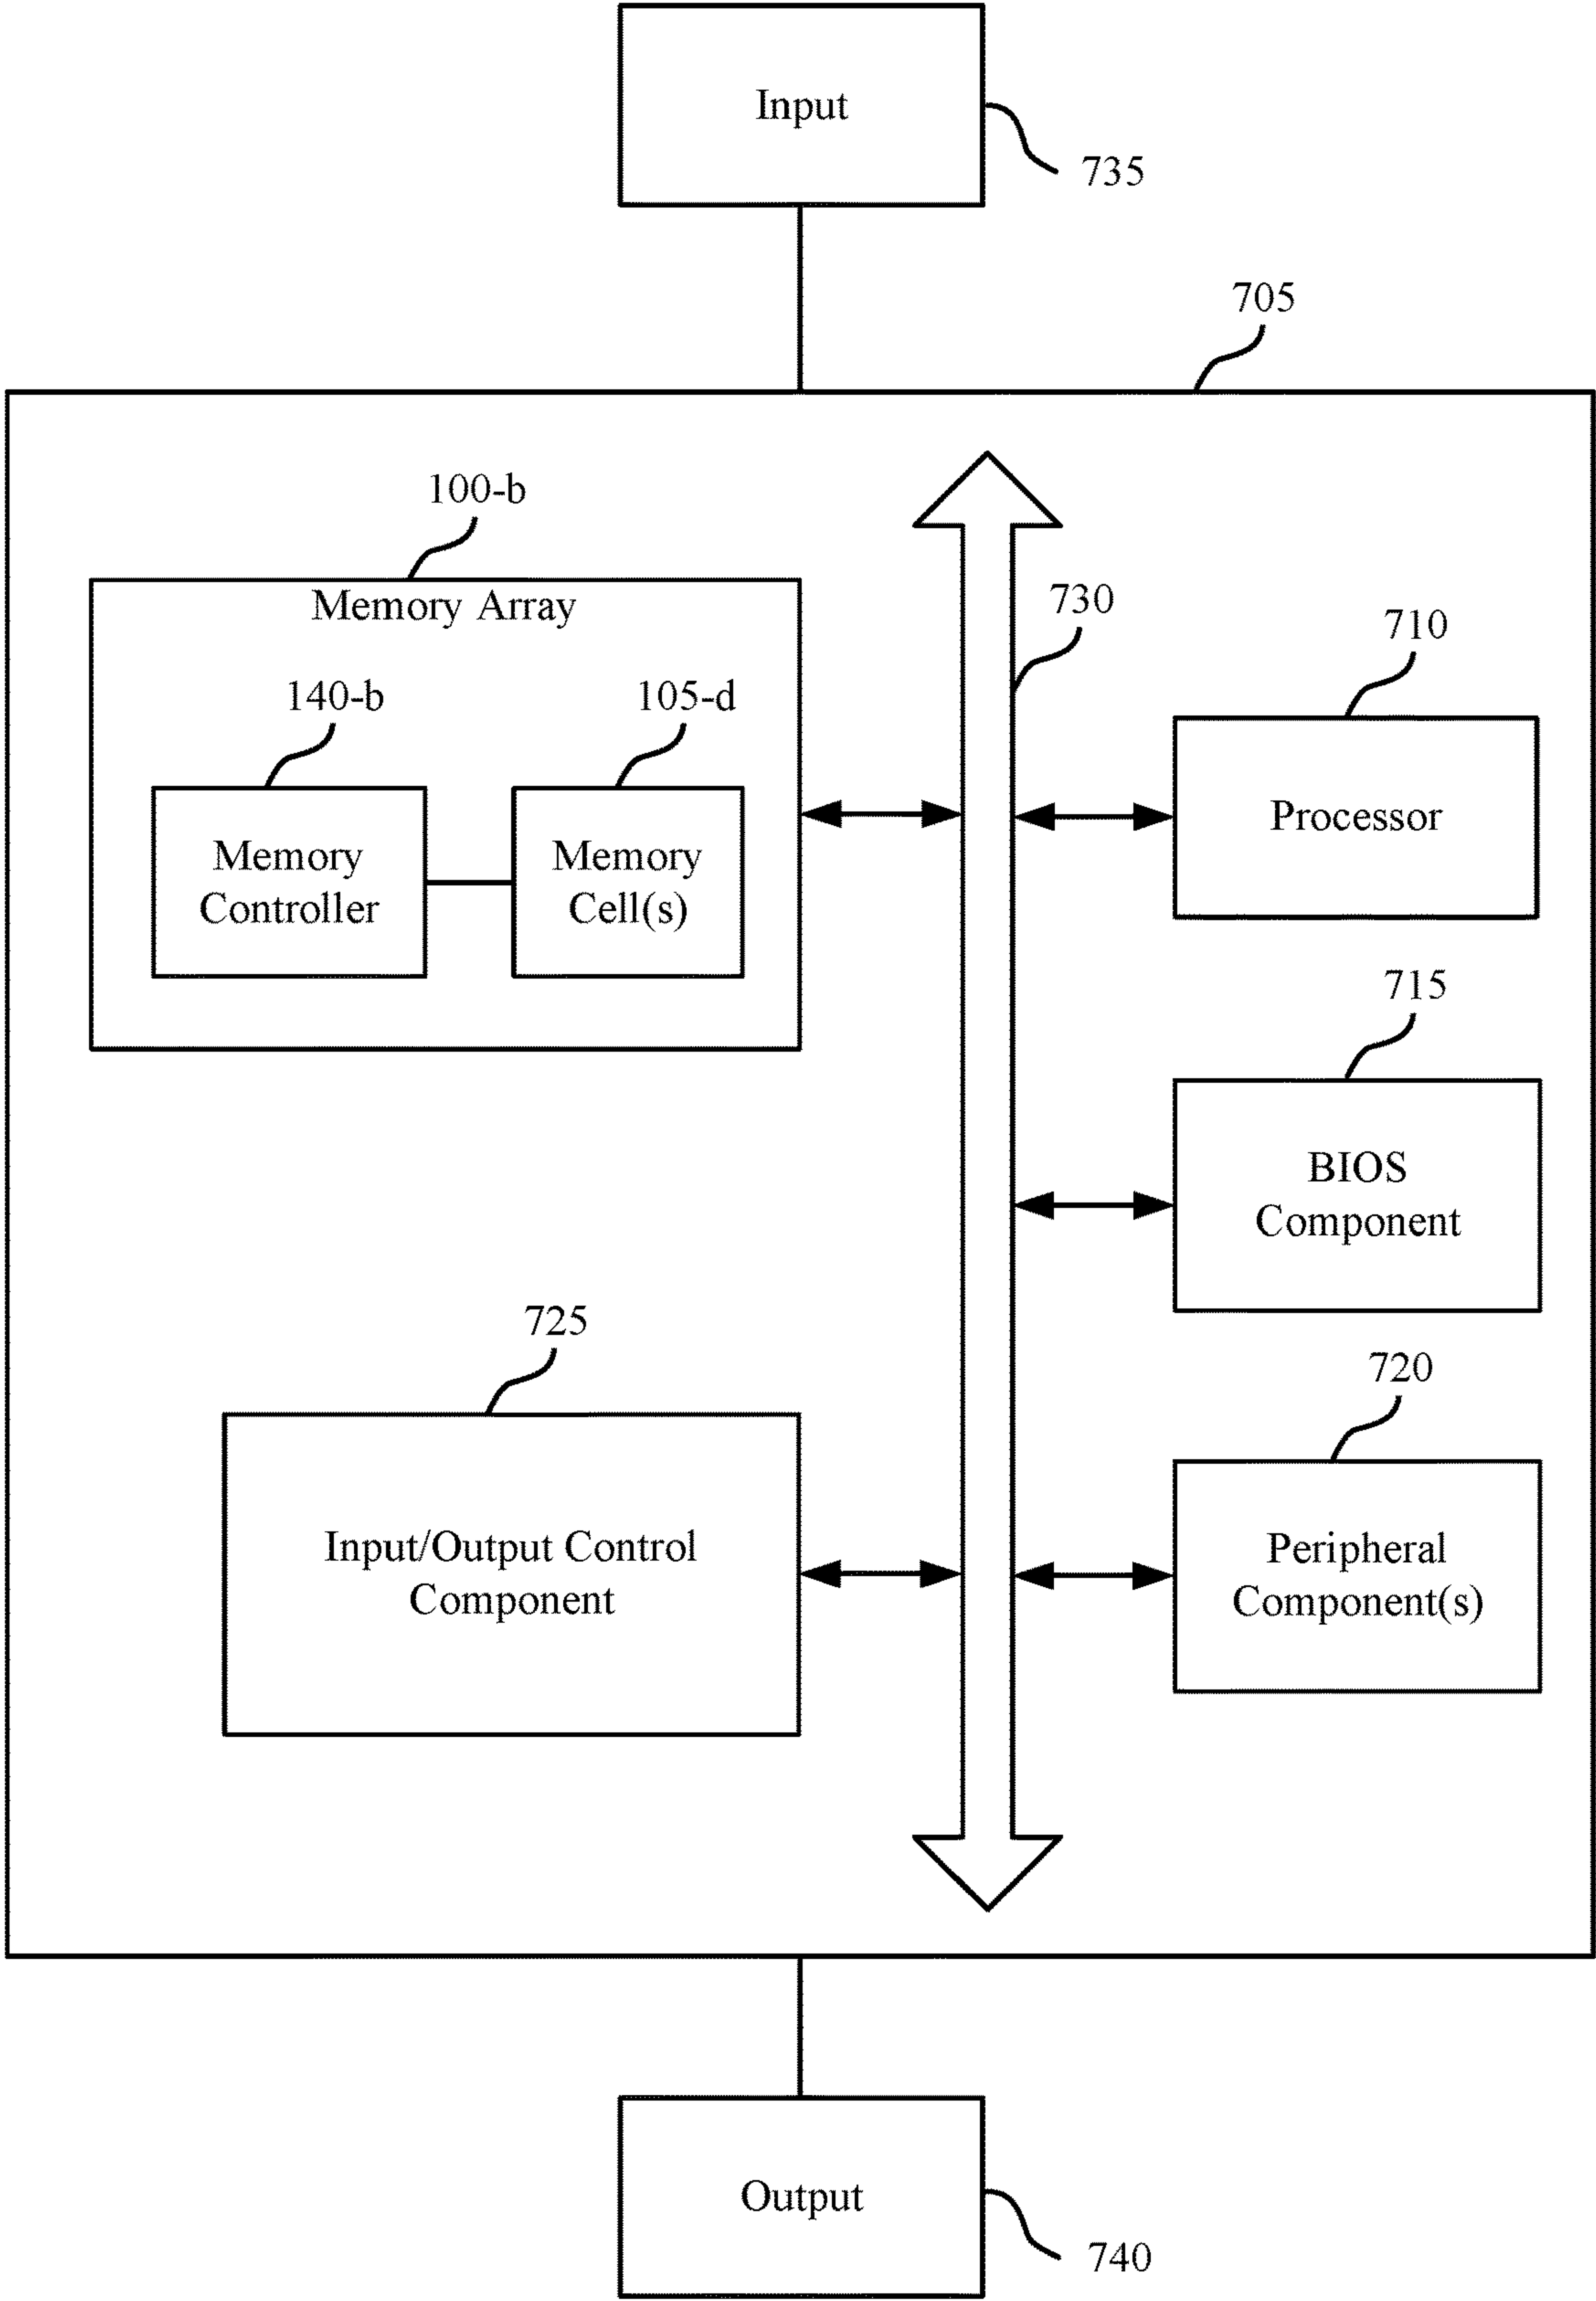 Input
735
705
100-b
Memory Array
730
710
140-b
105-d
Processor
Memory
Controller
Memory
Cell(s)
715
BIOS
Component
725
720
Input/Output Control
Component
Peripheral
Component(s)
Output
740